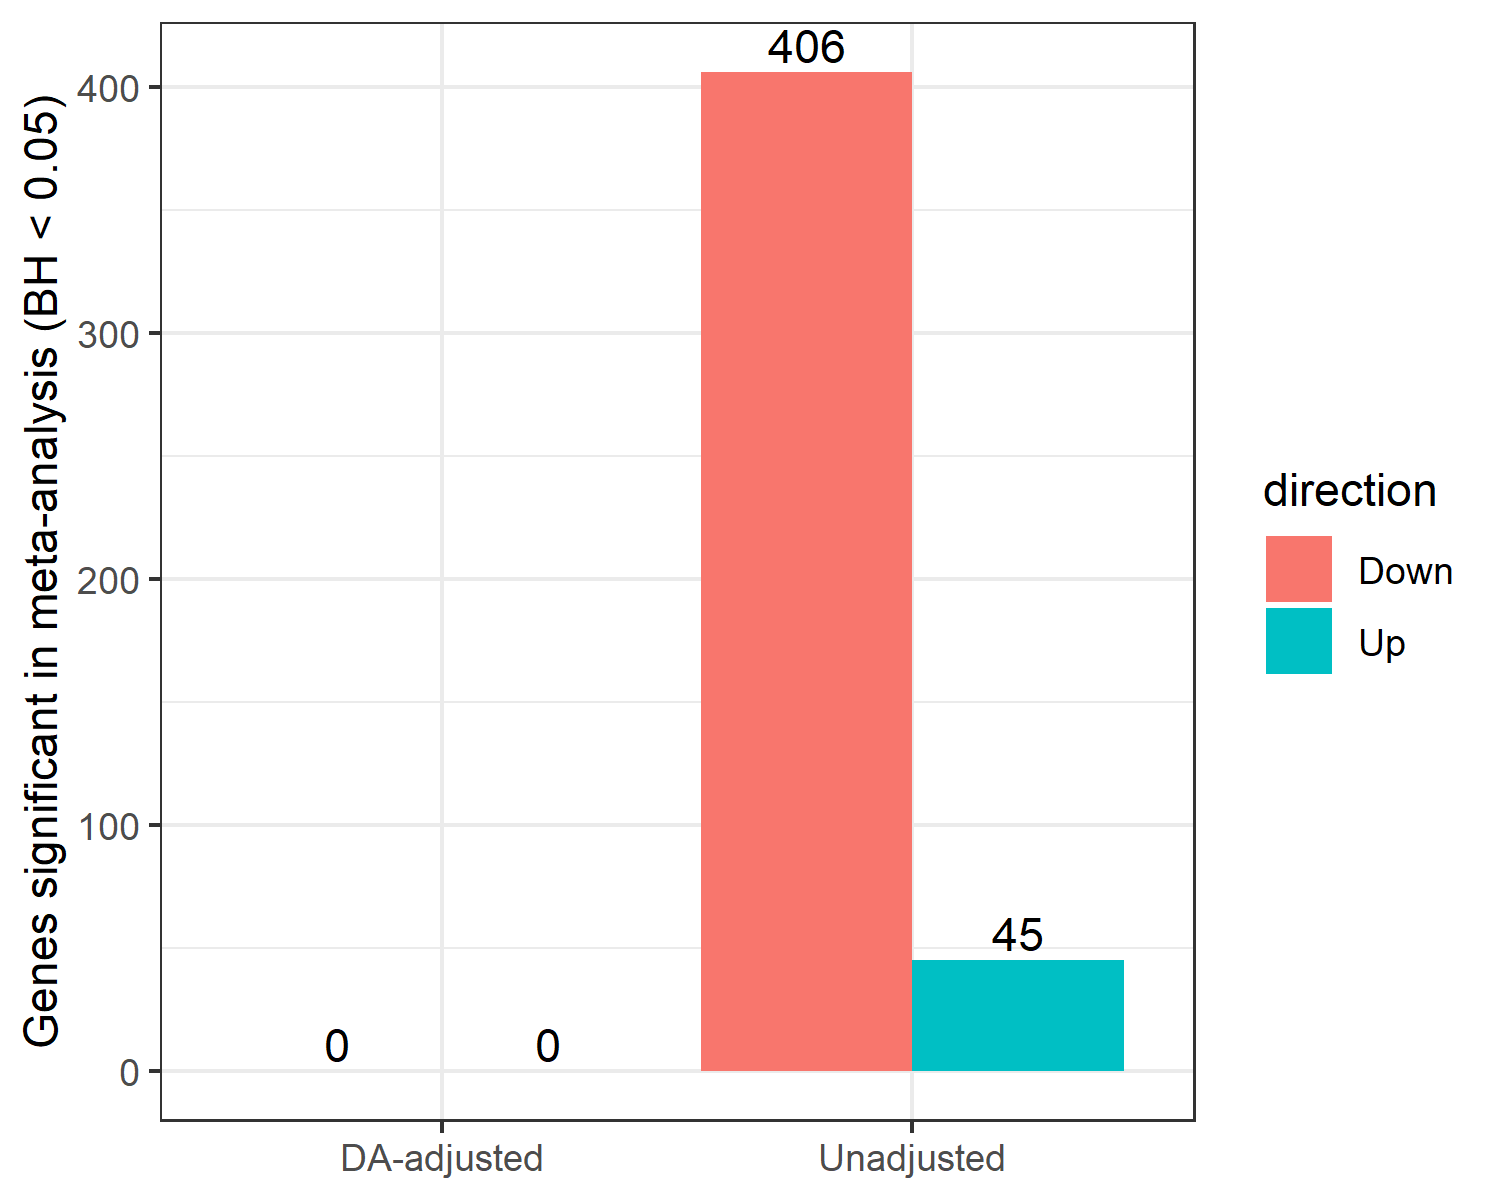 Genes significant in meta-analysis (BH < 0.05)
400
300
200
100
0
0
0
406
45
DA-adjusted
Unadjusted
direction
Down
Up